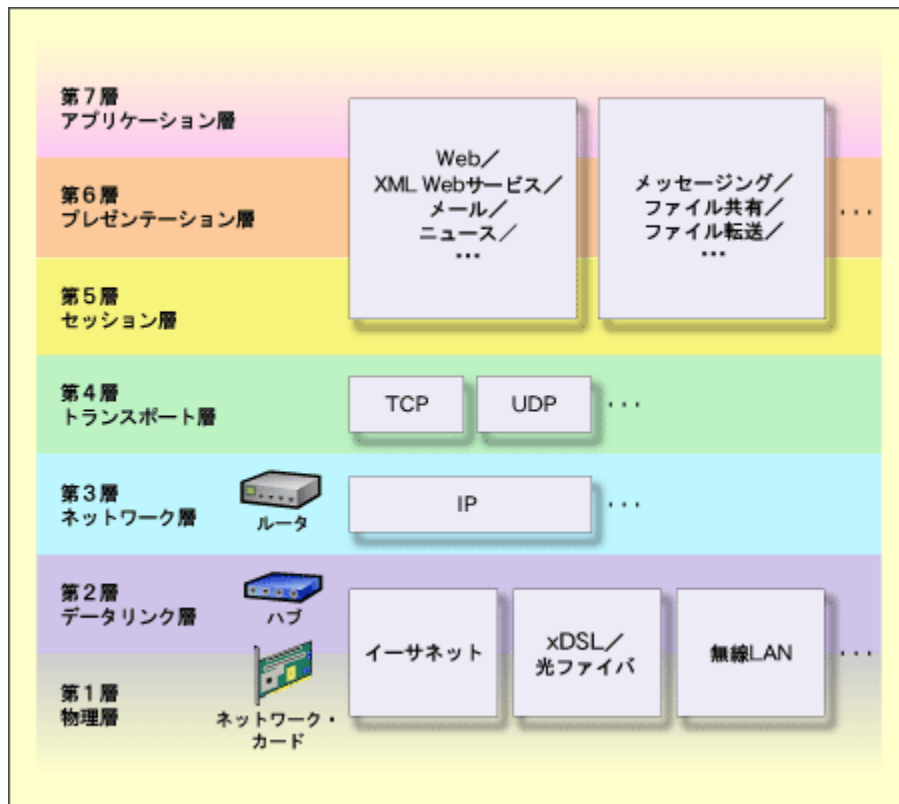 第７層
アプリケーション層
第６層
プレゼンテーション層
第５層
セッション層
Web／
XML Webサービス／
メール／
ニュース／
・・・
メッセージング／
ファイル共有／
ファイル転送／
・・・
・・・
第４層
トランスポート層
TCP
UDP
・・・
第３層
ネットワーク層
ルータ
IP
・・・
第２層
データリンク層
ハブ
第１層
物理層
ネットワーク・
カード
イーサネット
xDSL／
光ファイバ
無線LAN
・・・